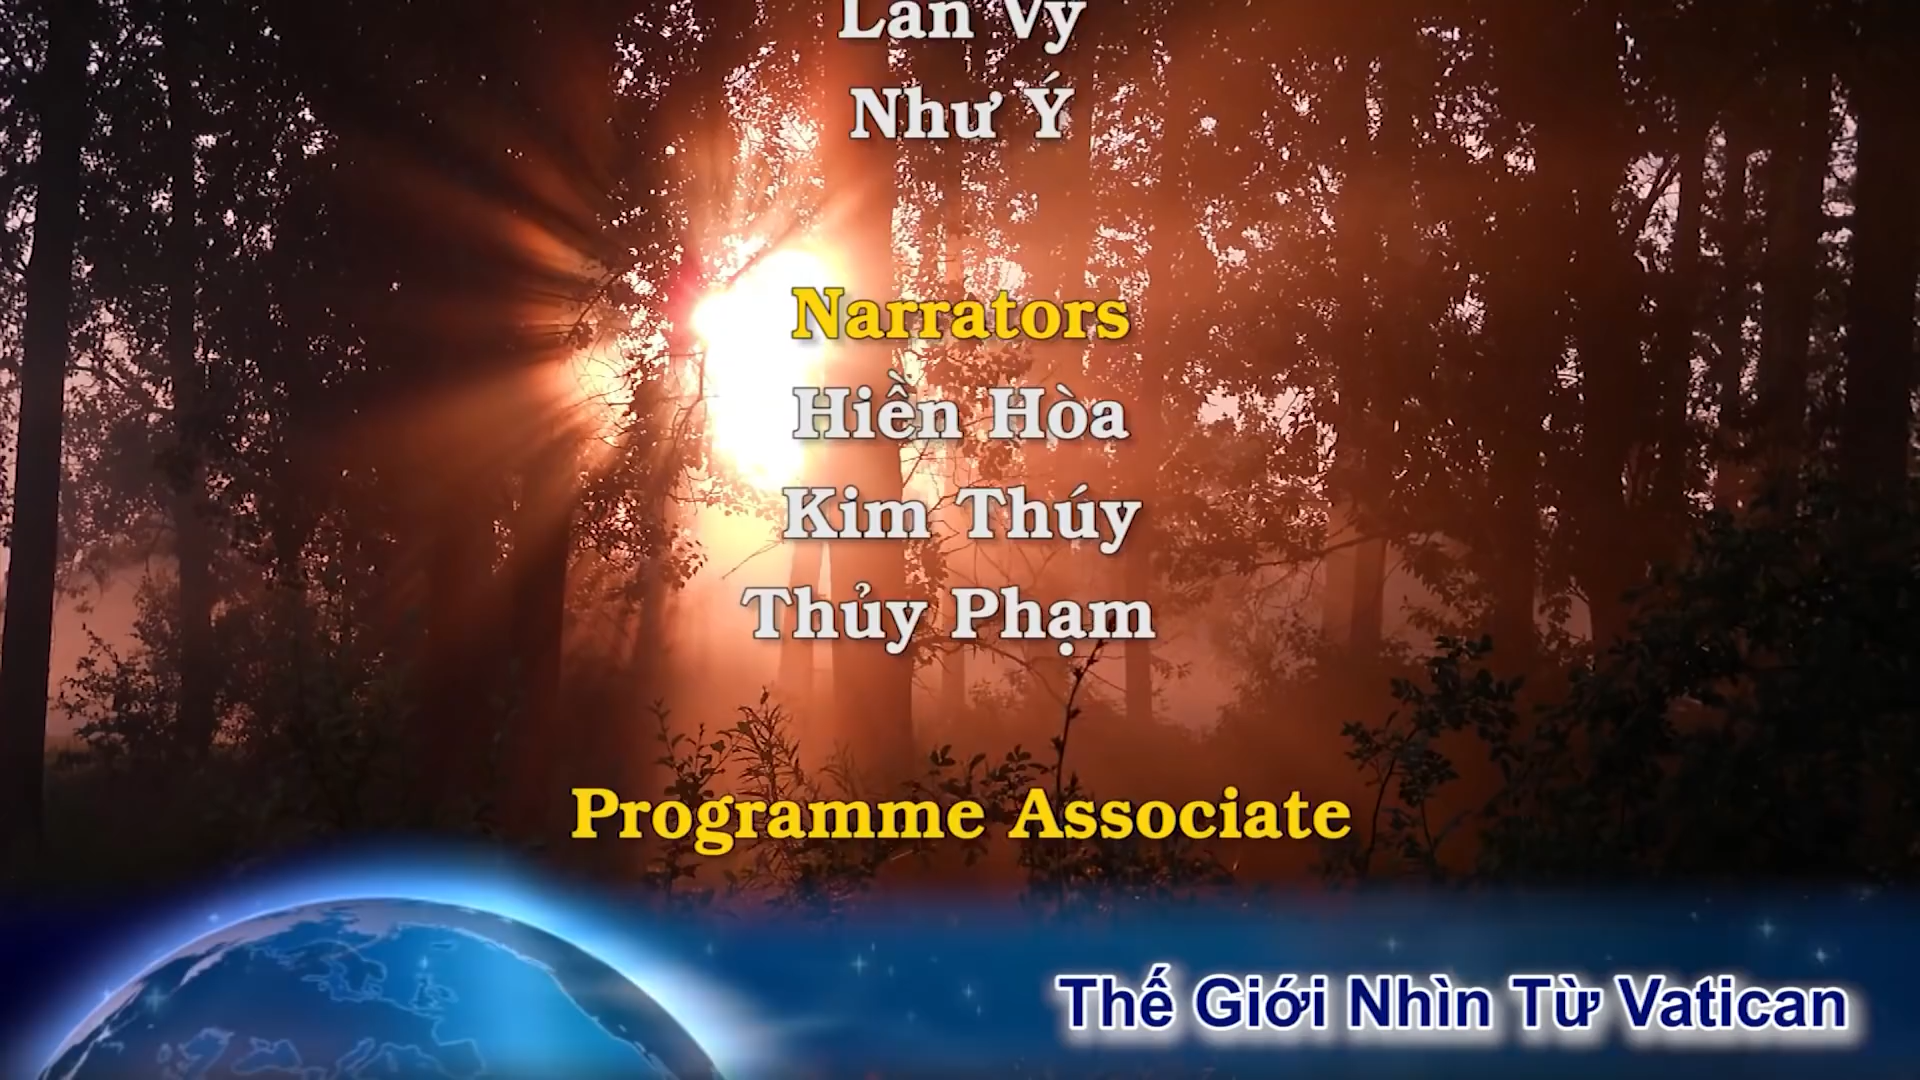 Lan Vy
Như Ý
Narrators
Hiền Hòa
Kim Thúy
Thủy Phạm
Programme Associate
Thế Giới Nhìn Từ Vatican